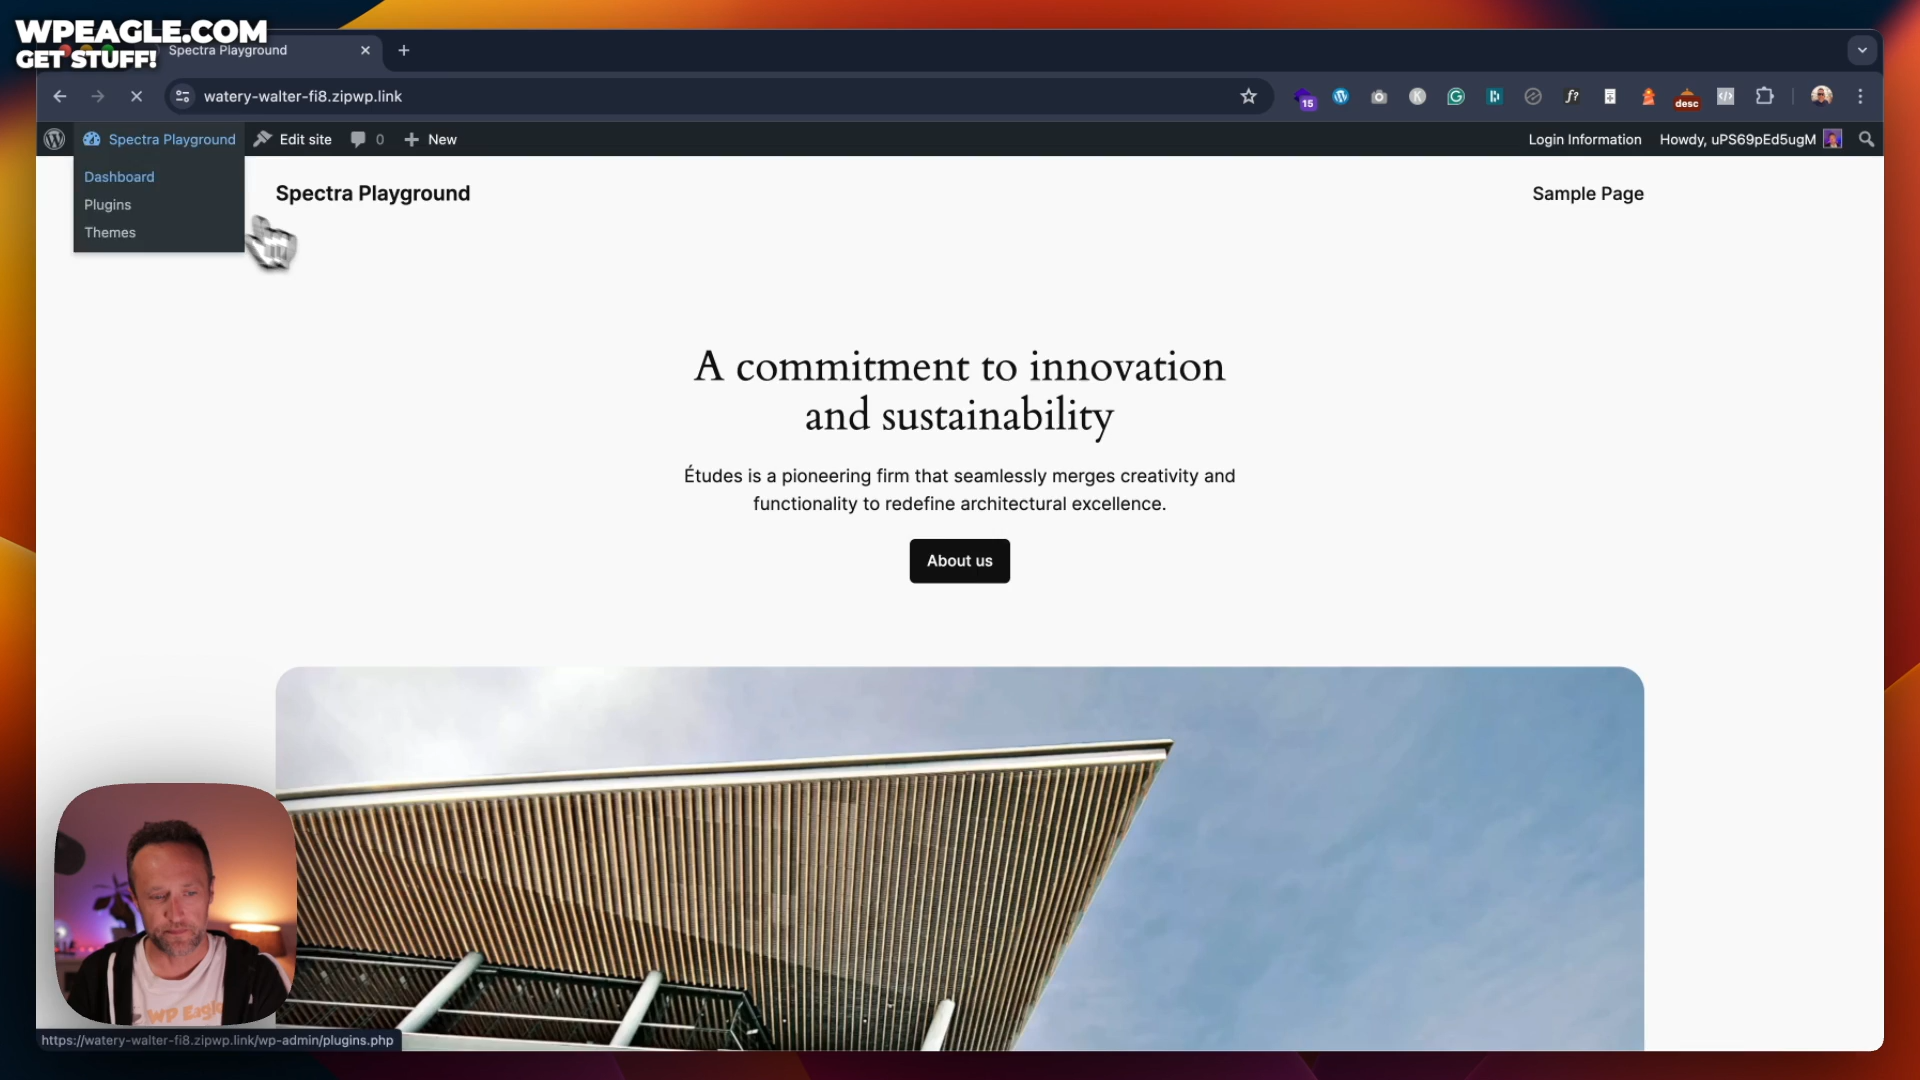 WPEAGLE.COM
GET STUFF!
Spectra Playground
watery-walter-fi8.zipwp.link
15
f?
desc
Spectra Playground
Edit site
0
New
Login Information
Howdy, uPS69pEd5ugM
Dashboard
Plugins
Themes
Spectra Playground
Sample Page
A commitment to innovation
and sustainability
Études is a pioneering firm that seamlessly merges creativity and
functionality to redefine architectural excellence.
About us
WP Eagle
https://watery-walter-fi8.zipwp.link/wp-admin/plugins.php